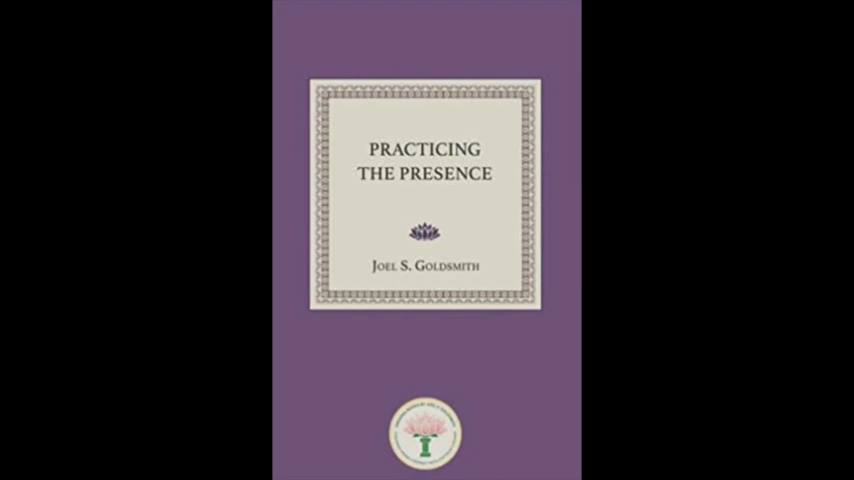 PRACTICING
THE PRESENCE
JOEL S. GOLDSMITH